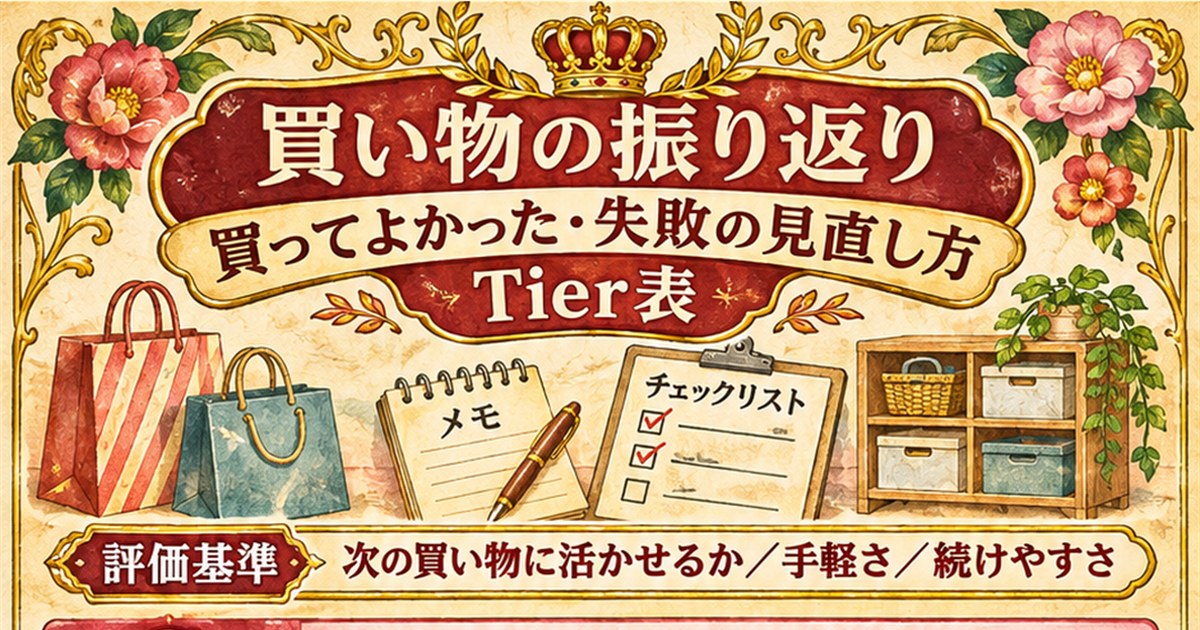 買い物の振り返り
買ってよかった・失敗の見直し方
Tier表
メモ
チェックリスト
評価基準
次の買い物に活かせるか／手軽さ／続けやすさ